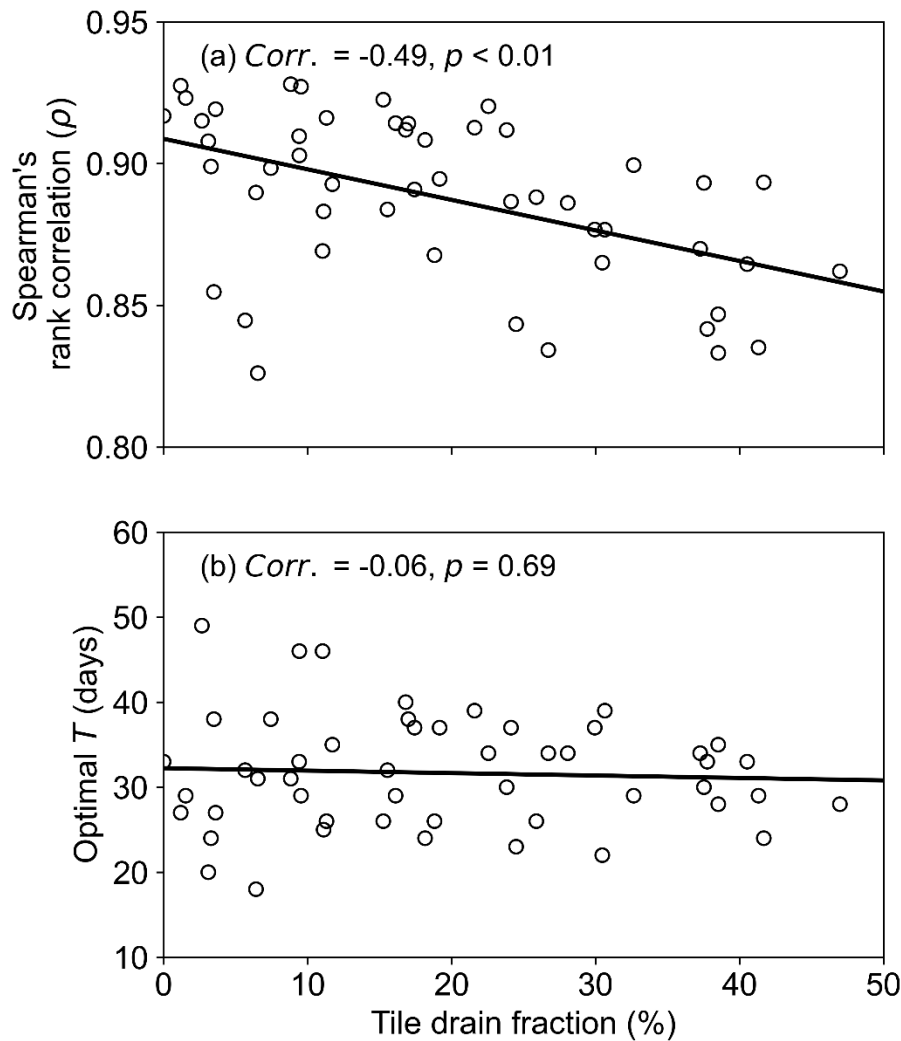 0.95
(a) Corr. = -0.49, p < 0.01
0.90
Spearman's
rank correlation (ρ)
0.85
0.80
60
(b) Corr. = -0.06, p = 0.69
50
40
Optimal T (days)
30
20
10
0 10 20 30 40 50
Tile drain fraction (%)